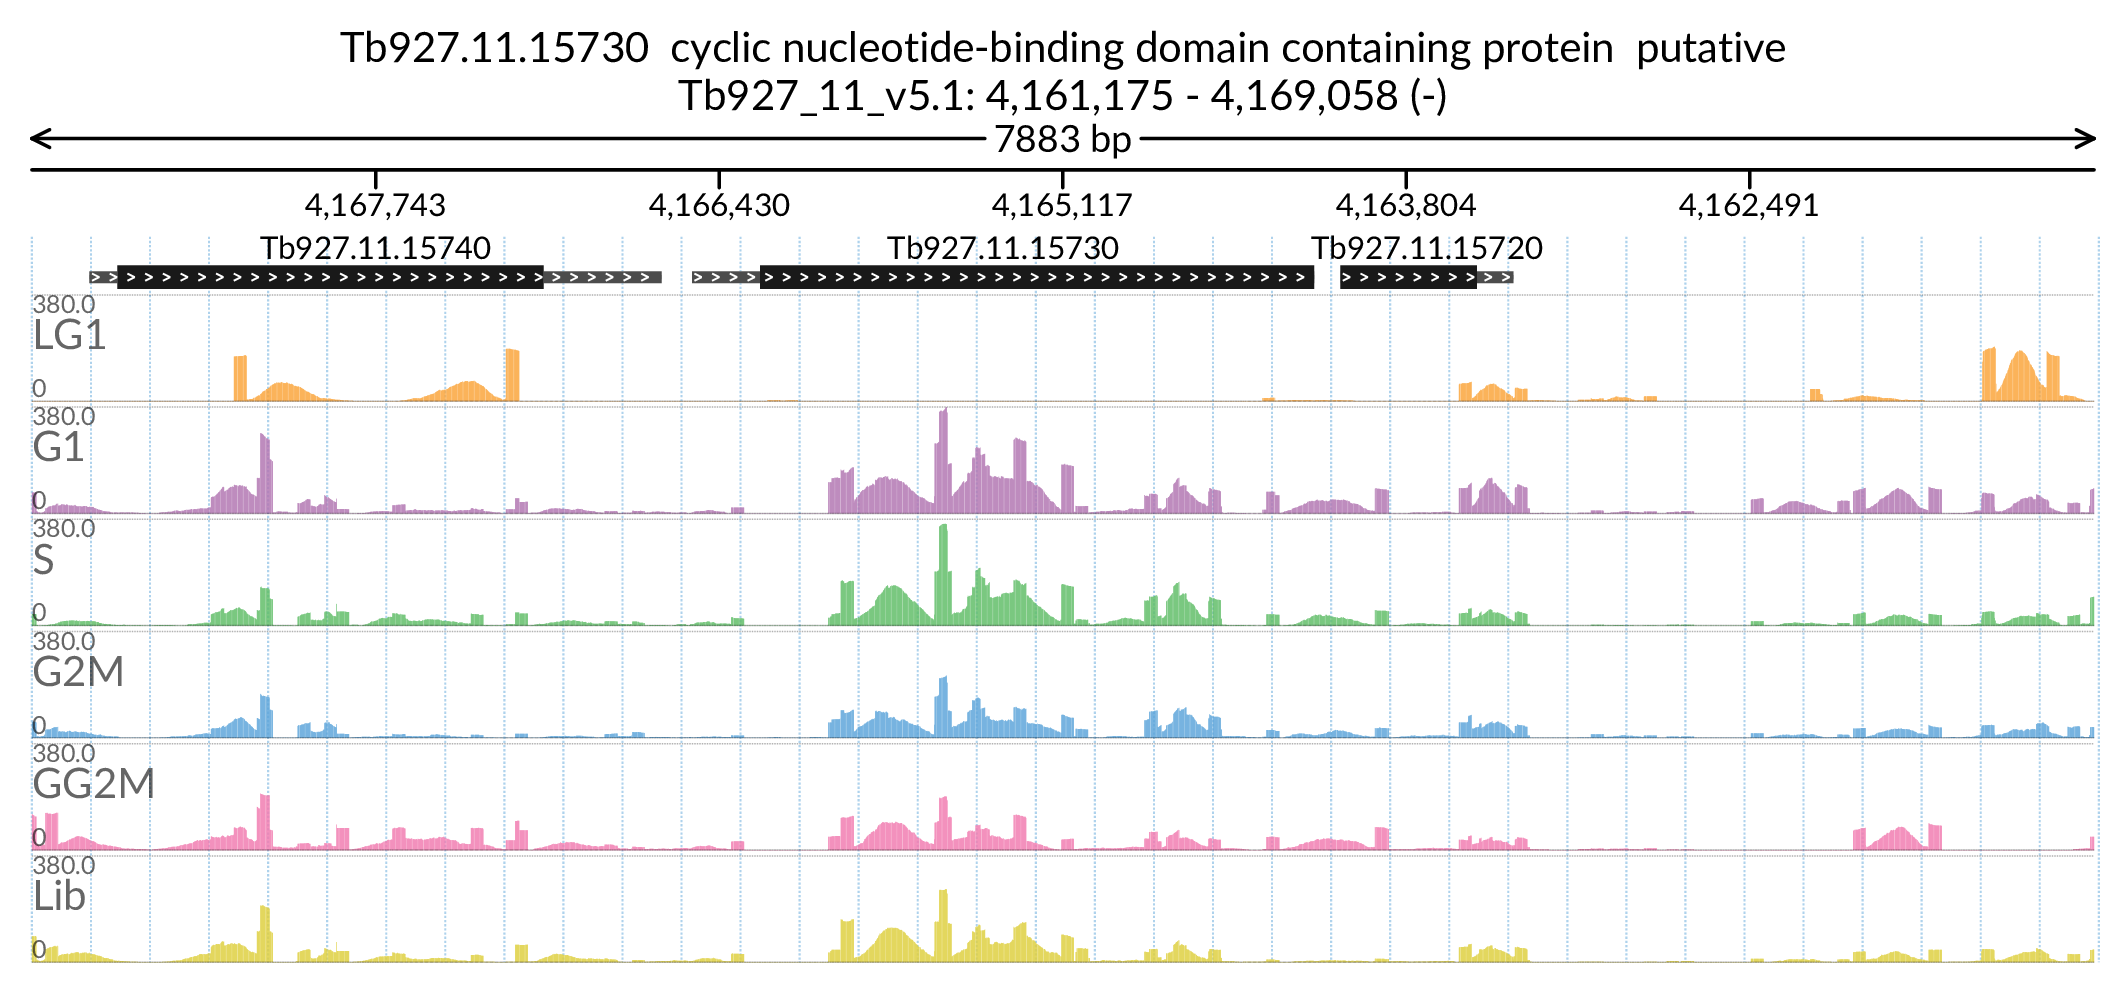 Tb927.11.15730  cyclic nucleotide-binding domain containing protein  putative
Tb927_11_v5.1: 4,161,175 - 4,169,058 (-)
7883 bp
4,167,743 4,166,430 4,165,117 4,163,804 4,162,491
Tb927.11.15740 Tb927.11.15730 Tb927.11.15720
380.0
LG1
0
380.0
G1
0
380.0
S
0
380.0
G2M
0
380.0
GG2M
0
380.0
Lib
0